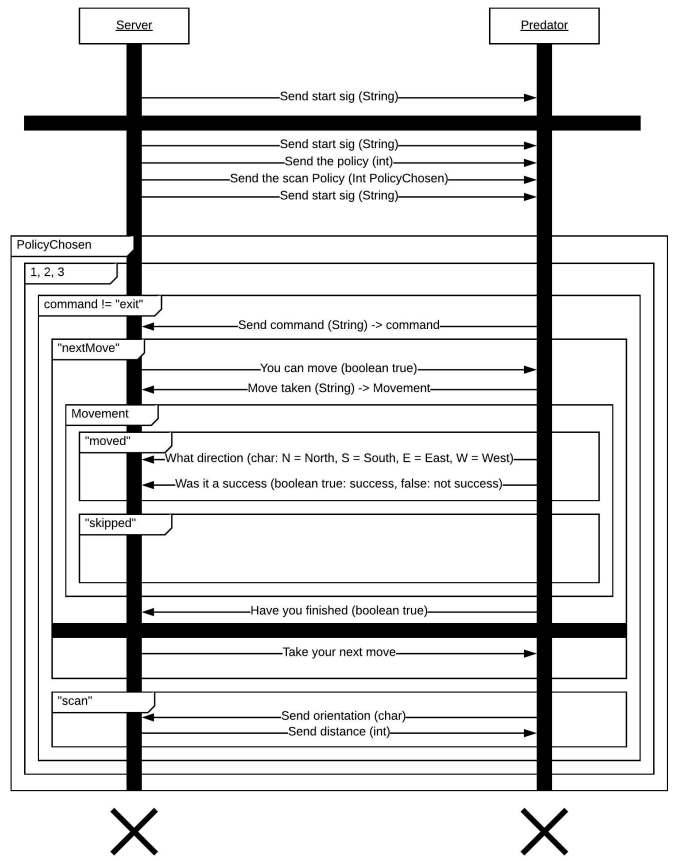 Server
Predator
Send start sig (String)
Send start sig (String)
Send the policy (int)
Send the scan Policy (Int PolicyChosen)
Send start sig (String)
PolicyChosen
1, 2, 3
command != "exit"
Send command (String) -> command
"nextMove"
You can move (boolean true)
Move taken (String) -> Movement
Movement
"moved"
What direction (char: N = North, S = South, E = East, W = West)
Was it a success (boolean true: success, false: not success)
"skipped"
Have you finished (boolean true)
Take your next move
"scan"
Send orientation (char)
Send distance (int)